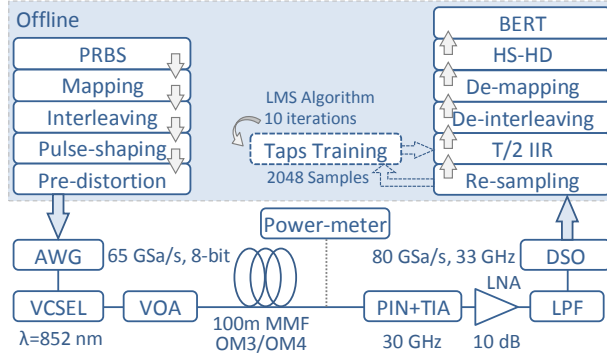 Offline
PRBS
Mapping
Interleaving
Pulse-shaping
Pre-distortion
LMS Algorithm
10 iterations
Taps Training
2048 Samples
BERT
HS-HD
De-mapping
De-interleaving
T/2 IIR
Re-sampling
Power-meter
AWG
65 GSa/s, 8-bit
80 GSa/s, 33 GHz
DSO
VCSEL
VOA
100m MMF
OM3/OM4
PIN+TIA
LNA
LPF
λ=852 nm
30 GHz
10 dB